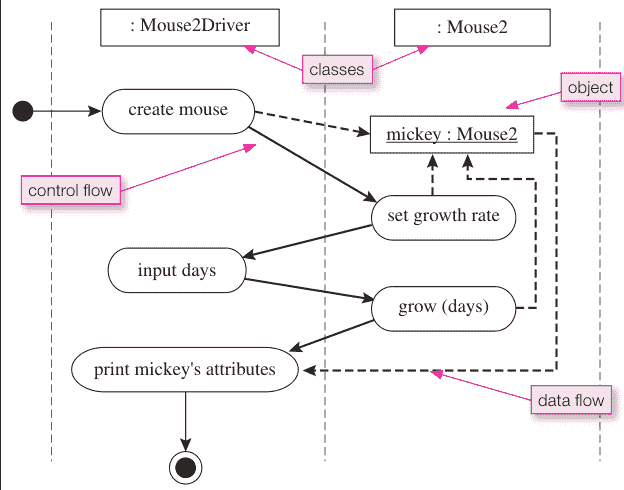 : Mouse2Driver
: Mouse2
classes
object
create mouse
mickey : Mouse2
control flow
set growth rate
input days
grow (days)
print mickey's attributes
data flow